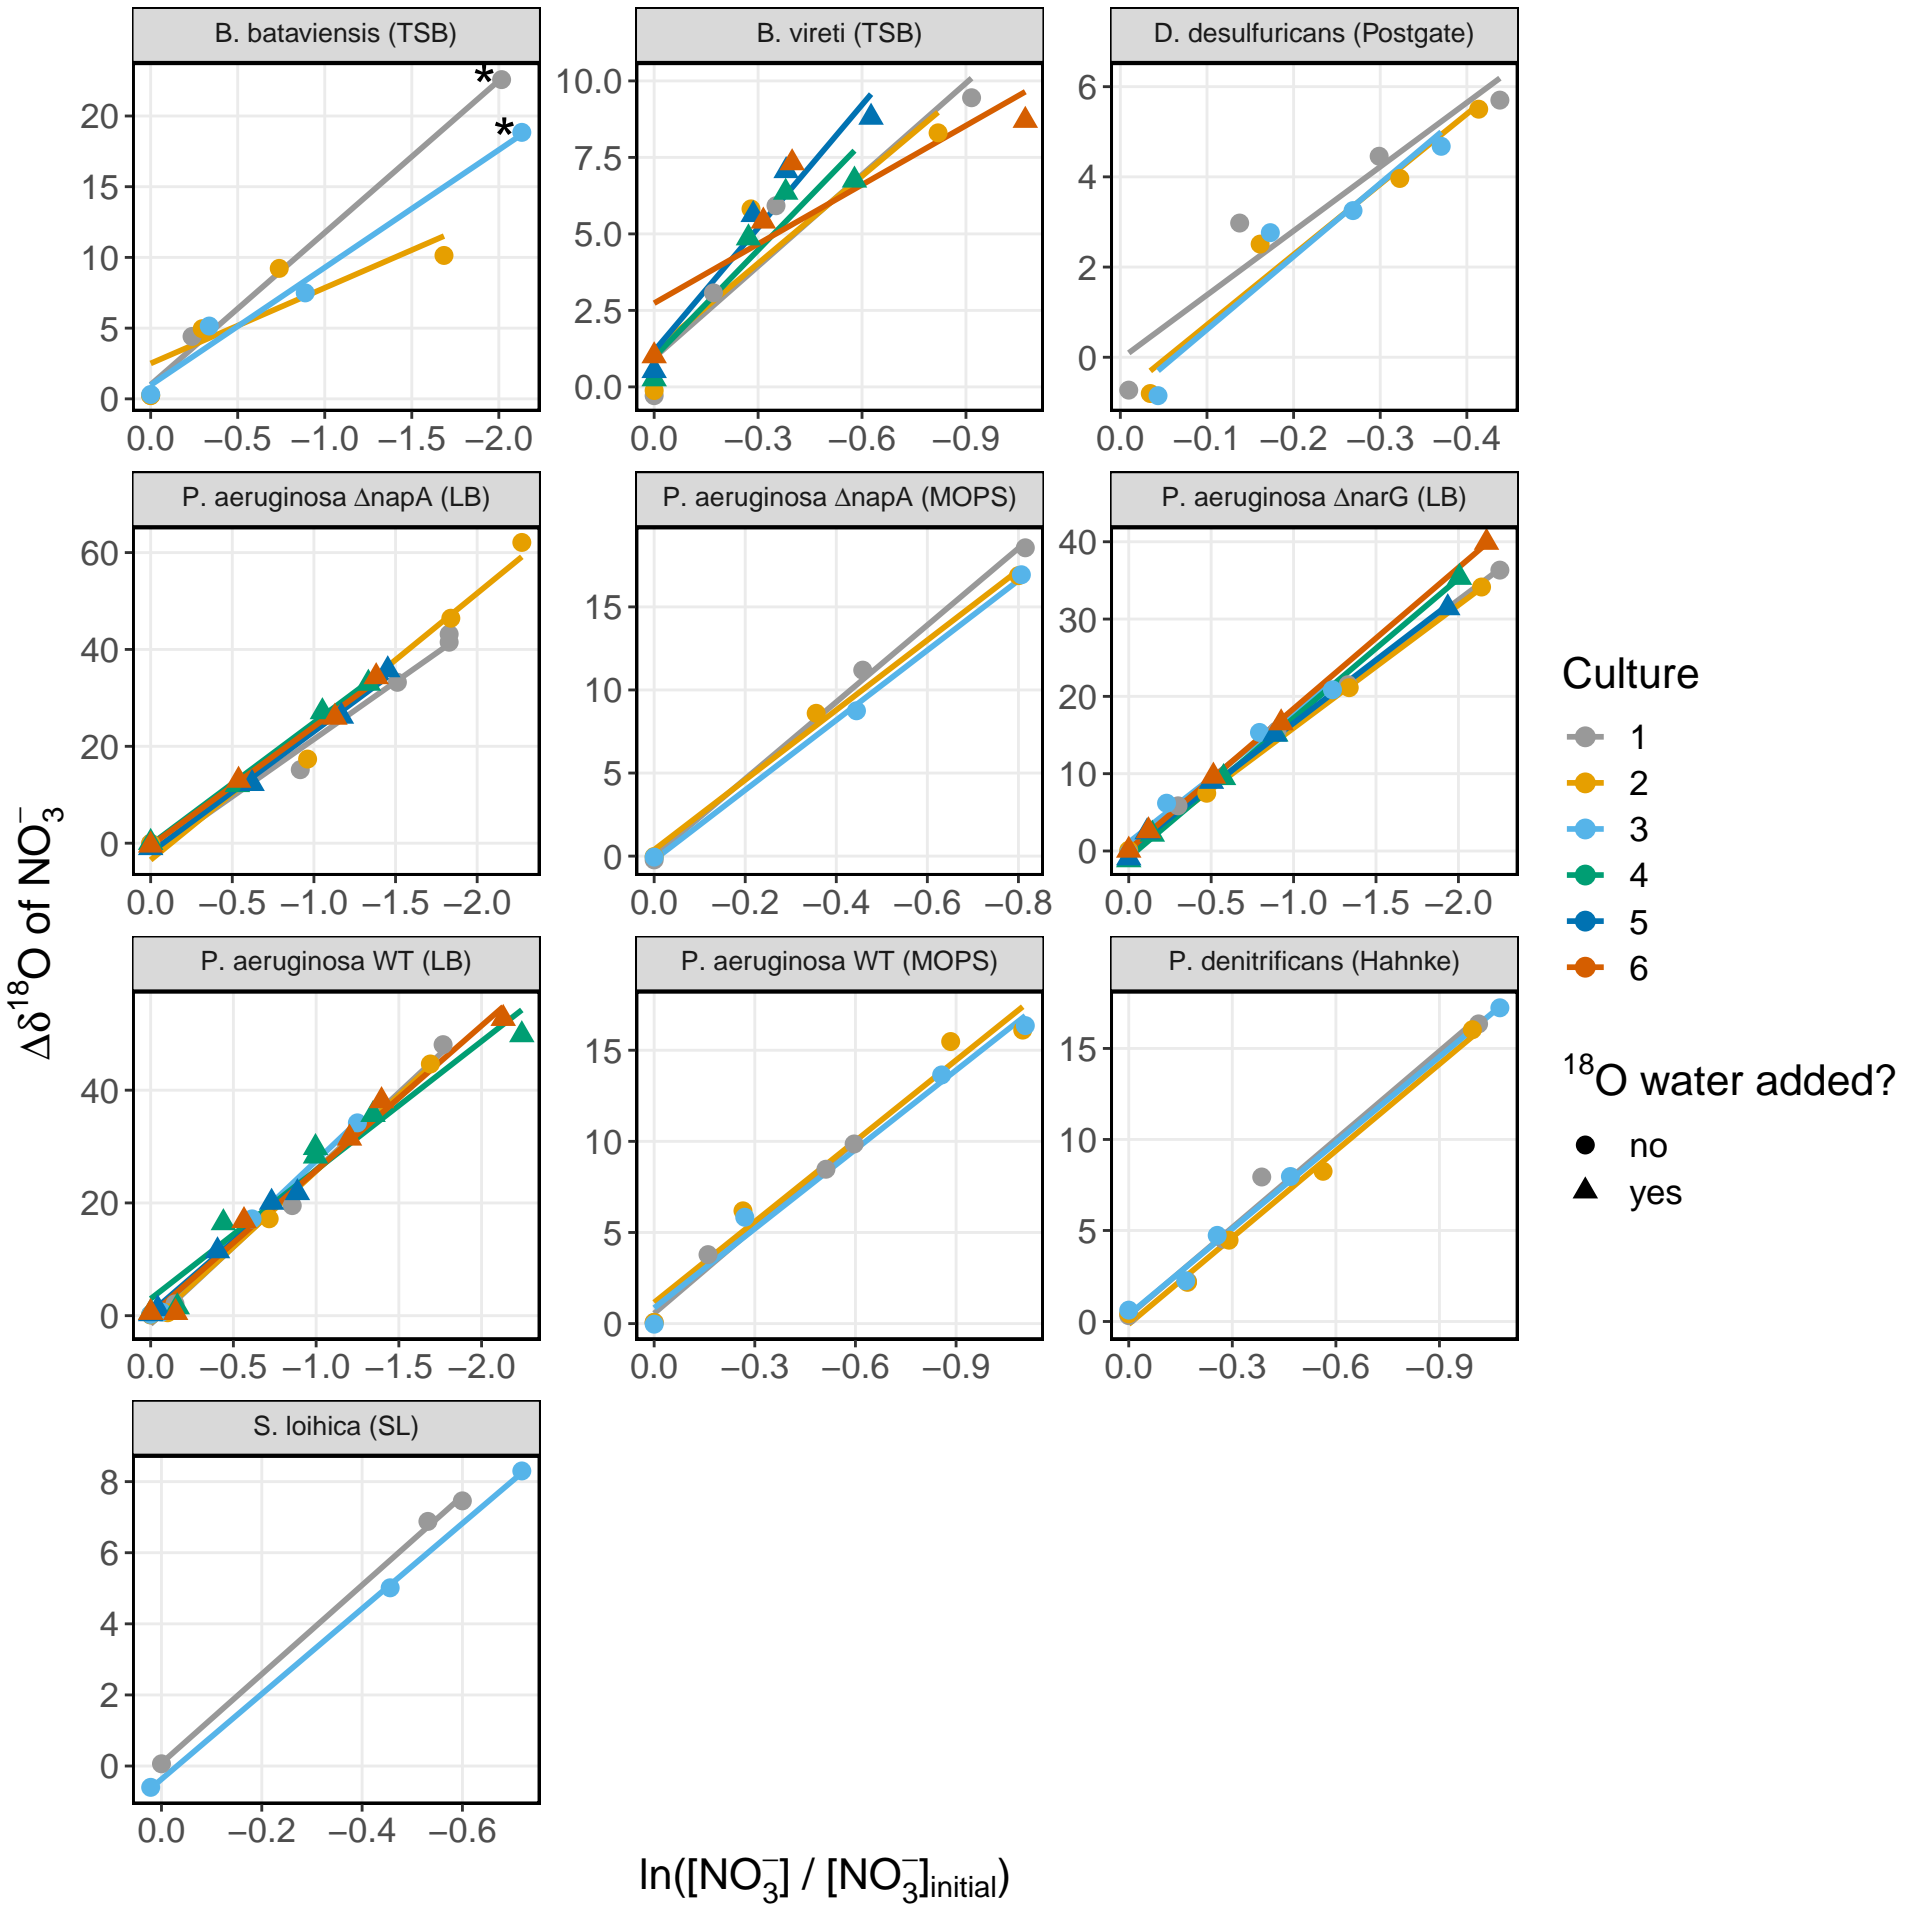 B. bataviensis (TSB)
B. vireti (TSB)
D. desulfuricans (Postgate)
20
15
10
5
0
0.0 −0.5 −1.0 −1.5 −2.0
*
*
10.0
7.5
5.0
2.5
0.0
0.0 −0.3 −0.6 −0.9
6
4
2
0
0.0 −0.1 −0.2 −0.3 −0.4
P. aeruginosa ΔnapA (LB)
P. aeruginosa ΔnapA (MOPS)
P. aeruginosa ΔnarG (LB)
60
40
20
0
0.0 −0.5 −1.0 −1.5 −2.0
15
10
5
0
0.0 −0.2 −0.4 −0.6 −0.8
40
30
20
10
0
0.0 −0.5 −1.0 −1.5 −2.0
P. aeruginosa WT (LB)
P. aeruginosa WT (MOPS)
P. denitrificans (Hahnke)
40
20
0
0.0 −0.5 −1.0 −1.5 −2.0
15
10
5
0
0.0 −0.3 −0.6 −0.9
15
10
5
0
0.0 −0.3 −0.6 −0.9
S. loihica (SL)
8
6
4
2
0
0.0 −0.2 −0.4 −0.6
Δδ¹⁸O of NO₃⁻
ln([NO₃⁻] / [NO₃⁻]initial)
Culture
1
2
3
4
5
6
¹⁸O water added?
no
yes